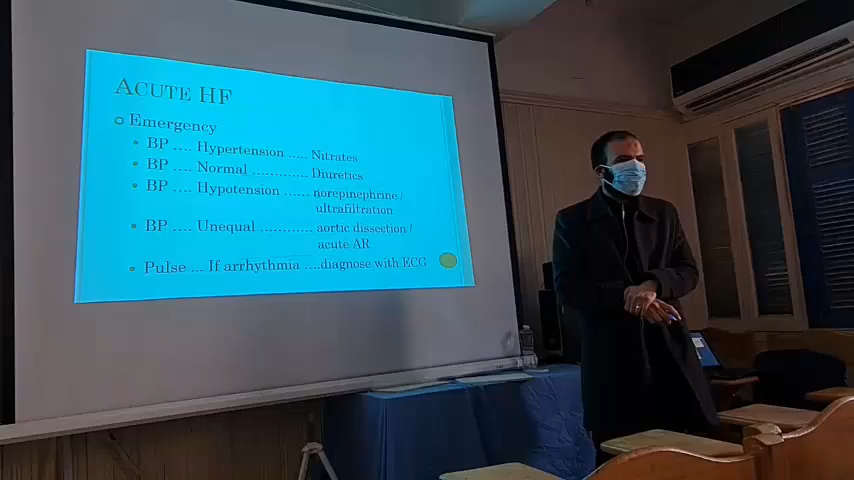 ACUTE HF
Emergency
BP .... Hypertension ..... Nitrates
BP .... Normal ............ Diuretics
BP .... Hypotension ...... norepinephrine /
ultrafiltration
BP .... Unequal ............ aortic dissection /
acute AR
Pulse ... If arrhythmia ....diagnose with ECG